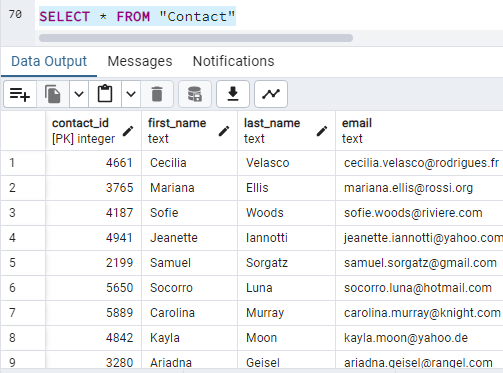 70 SELECT * FROM "Contact"
Data Output Messages Notifications
contact_id first_name last_name email
[PK] integer text text text
1 4661 Cecilia Velasco cecilia.velasco@rodrigues.fr
2 3765 Mariana Ellis mariana.ellis@rossi.org
3 4187 Sofie Woods sofie.woods@riviere.com
4 4941 Jeanette Iannotti jeanette.iannotti@yahoo.com
5 2199 Samuel Sorgatz samuel.sorgatz@gmail.com
6 5650 Socorro Luna socorro.luna@hotmail.com
7 5889 Carolina Murray carolina.murray@knight.com
8 4842 Kayla Moon kayla.moon@yahoo.de
9 3280 Ariadna Geisel ariadna.geisel@rangel.com